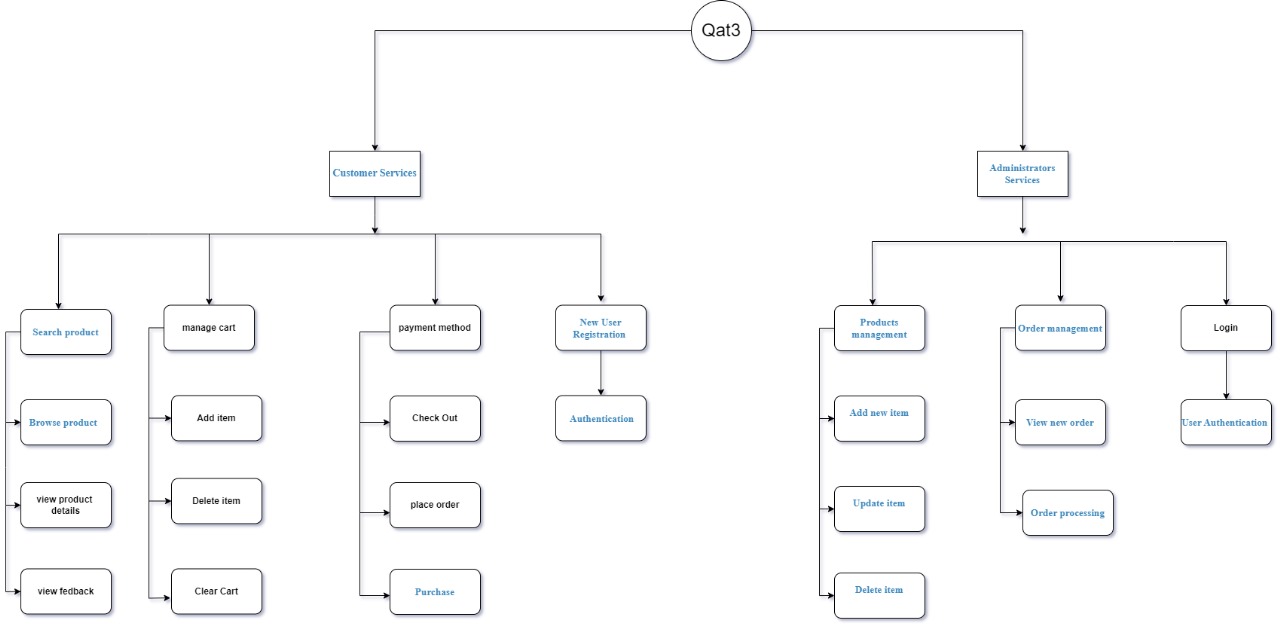 Qat3
Customer Services
Administrators
Services
Search product
manage cart
payment method
New User
Registration
Products
management
Order management
Login
Browse product
Add item
Check Out
Authentication
Add new item
View new order
User Authentication
view product
details
Delete item
place order
Update item
Order processing
view fedback
Clear Cart
Purchase
Delete item